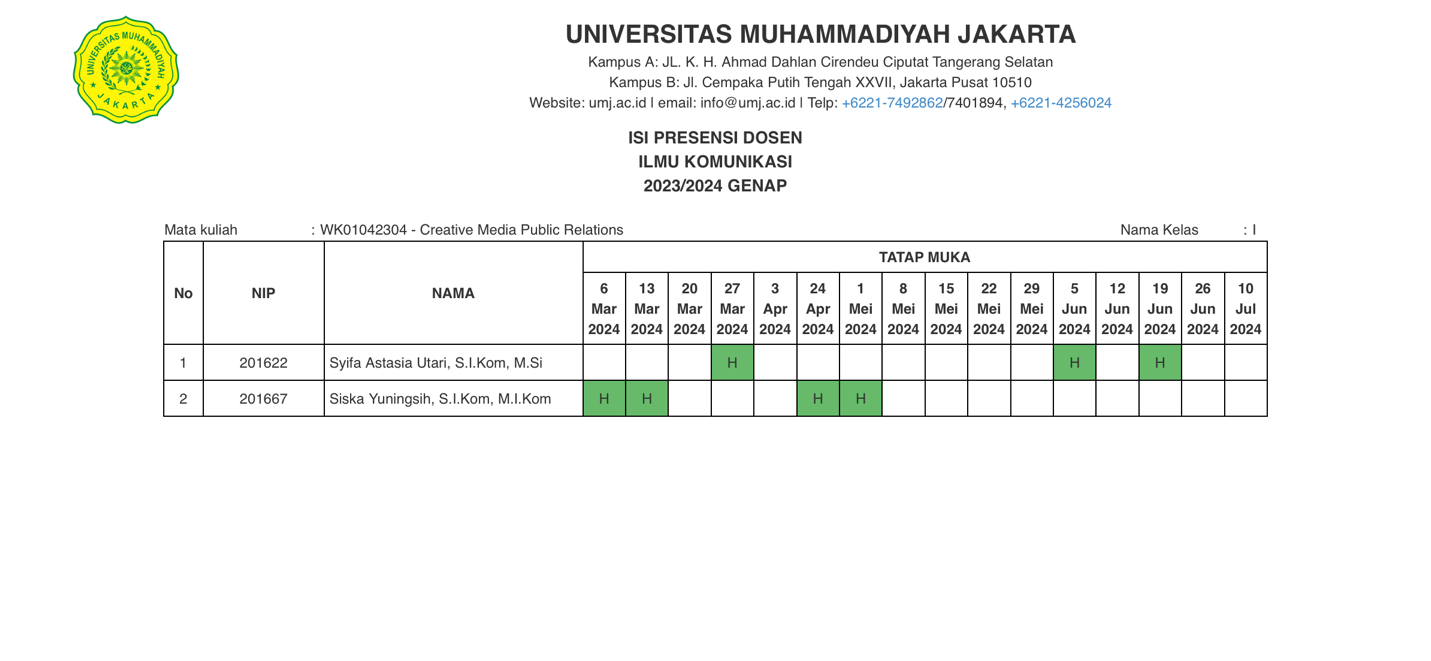 UNIVERSITAS MUHAMMADIYAH
JAKARTA
UNIVERSITAS MUHAMMADIYAH JAKARTA
Kampus A: JL. K. H. Ahmad Dahlan Cirendeu Ciputat Tangerang Selatan
Kampus B: Jl. Cempaka Putih Tengah XXVII, Jakarta Pusat 10510
Website: umj.ac.id | email: info@umj.ac.id | Telp: +6221-7492862/7401894, +6221-4256024
ISI PRESENSI DOSEN
ILMU KOMUNIKASI
2023/2024 GENAP
Mata kuliah : WK01042304 - Creative Media Public Relations Nama Kelas : I
No NIP NAMA TATAP MUKA
6 13 20 27 3 24 1 8 15 22 29 5 12 19 26 10
Mar Mar Mar Mar Apr Apr Mei Mei Mei Mei Mei Jun Jun Jun Jun Jul
2024 2024 2024 2024 2024 2024 2024 2024 2024 2024 2024 2024 2024 2024 2024 2024
1 201622 Syifa Astasia Utari, S.I.Kom, M.Si H H H
2 201667 Siska Yuningsih, S.I.Kom, M.I.Kom H H H H